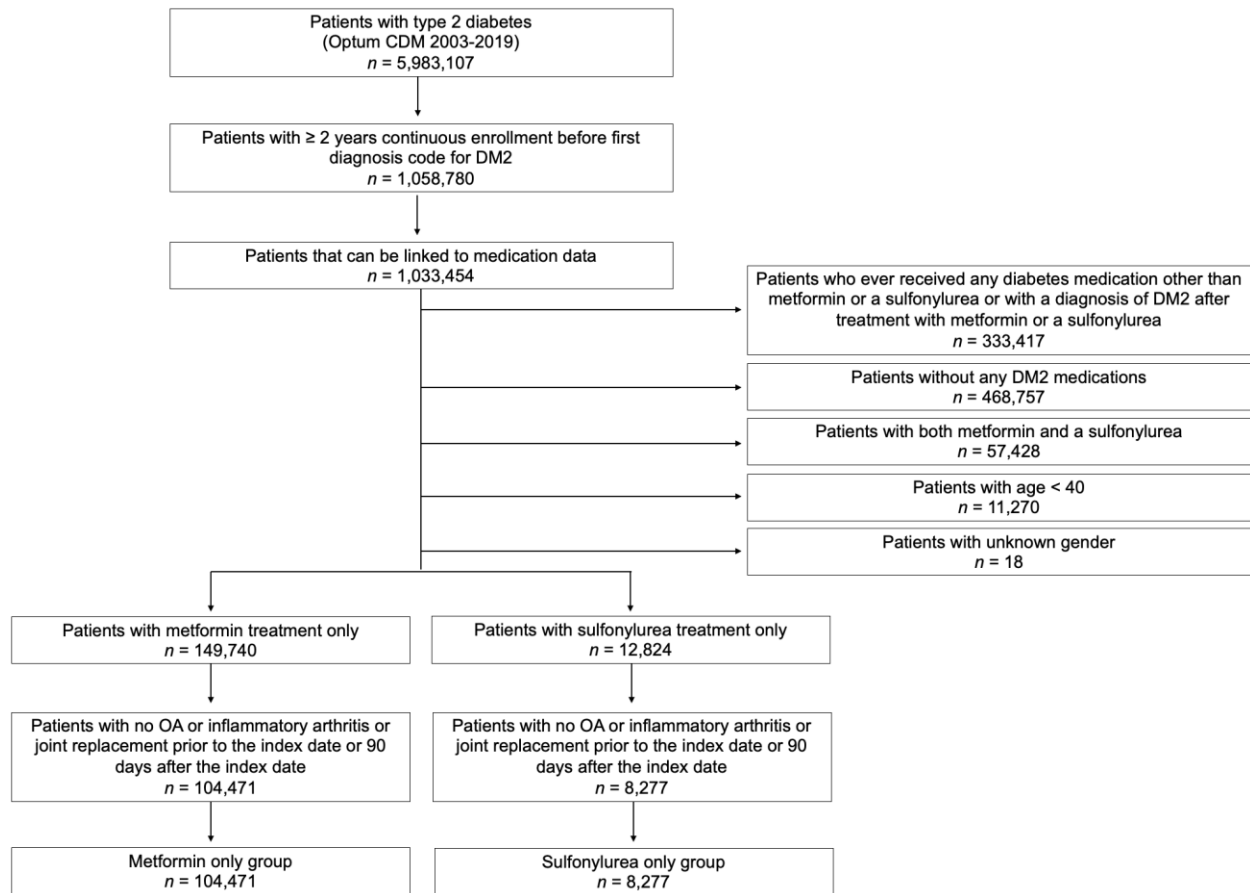 Patients with type 2 diabetes
(Optum CDM 2003-2019)
n = 5,983,107
Patients with ≥ 2 years continuous enrollment before first
diagnosis code for DM2
n = 1,058,780
Patients that can be linked to medication data
n = 1,033,454
Patients who ever received any diabetes medication other than
metformin or a sulfonylurea or with a diagnosis of DM2 after
treatment with metformin or a sulfonylurea
n = 333,417
Patients without any DM2 medications
n = 468,757
Patients with both metformin and a sulfonylurea
n = 57,428
Patients with age < 40
n = 11,270
Patients with unknown gender
n = 18
Patients with metformin treatment only
n = 149,740
Patients with sulfonylurea treatment only
n = 12,824
Patients with no OA or inflammatory arthritis or
joint replacement prior to the index date or 90
days after the index date
n = 104,471
Patients with no OA or inflammatory arthritis or
joint replacement prior to the index date or 90
days after the index date
n = 8,277
Metformin only group
n = 104,471
Sulfonylurea only group
n = 8,277